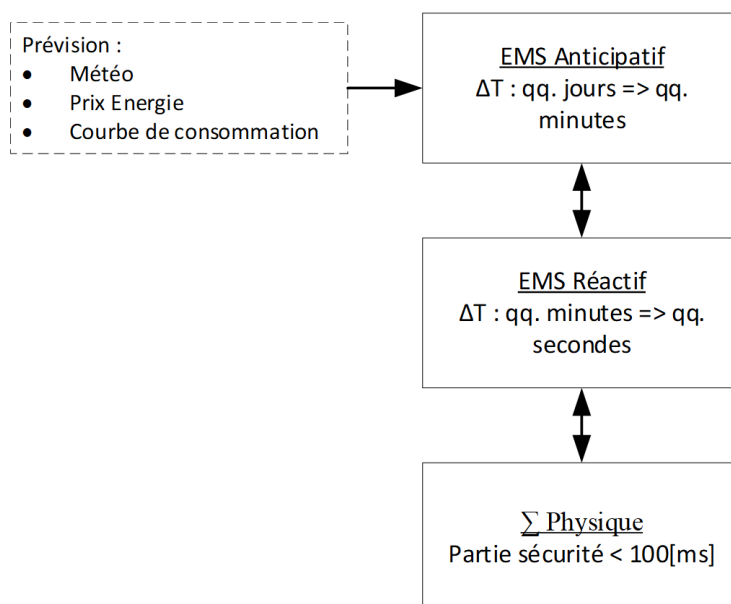 Prévision :
• Météo
• Prix Energie
• Courbe de consommation
EMS Anticipatif
ΔT : qq. jours => qq.
minutes
EMS Réactif
ΔT : qq. minutes => qq.
secondes
∑ Physique
Partie sécurité < 100[ms]